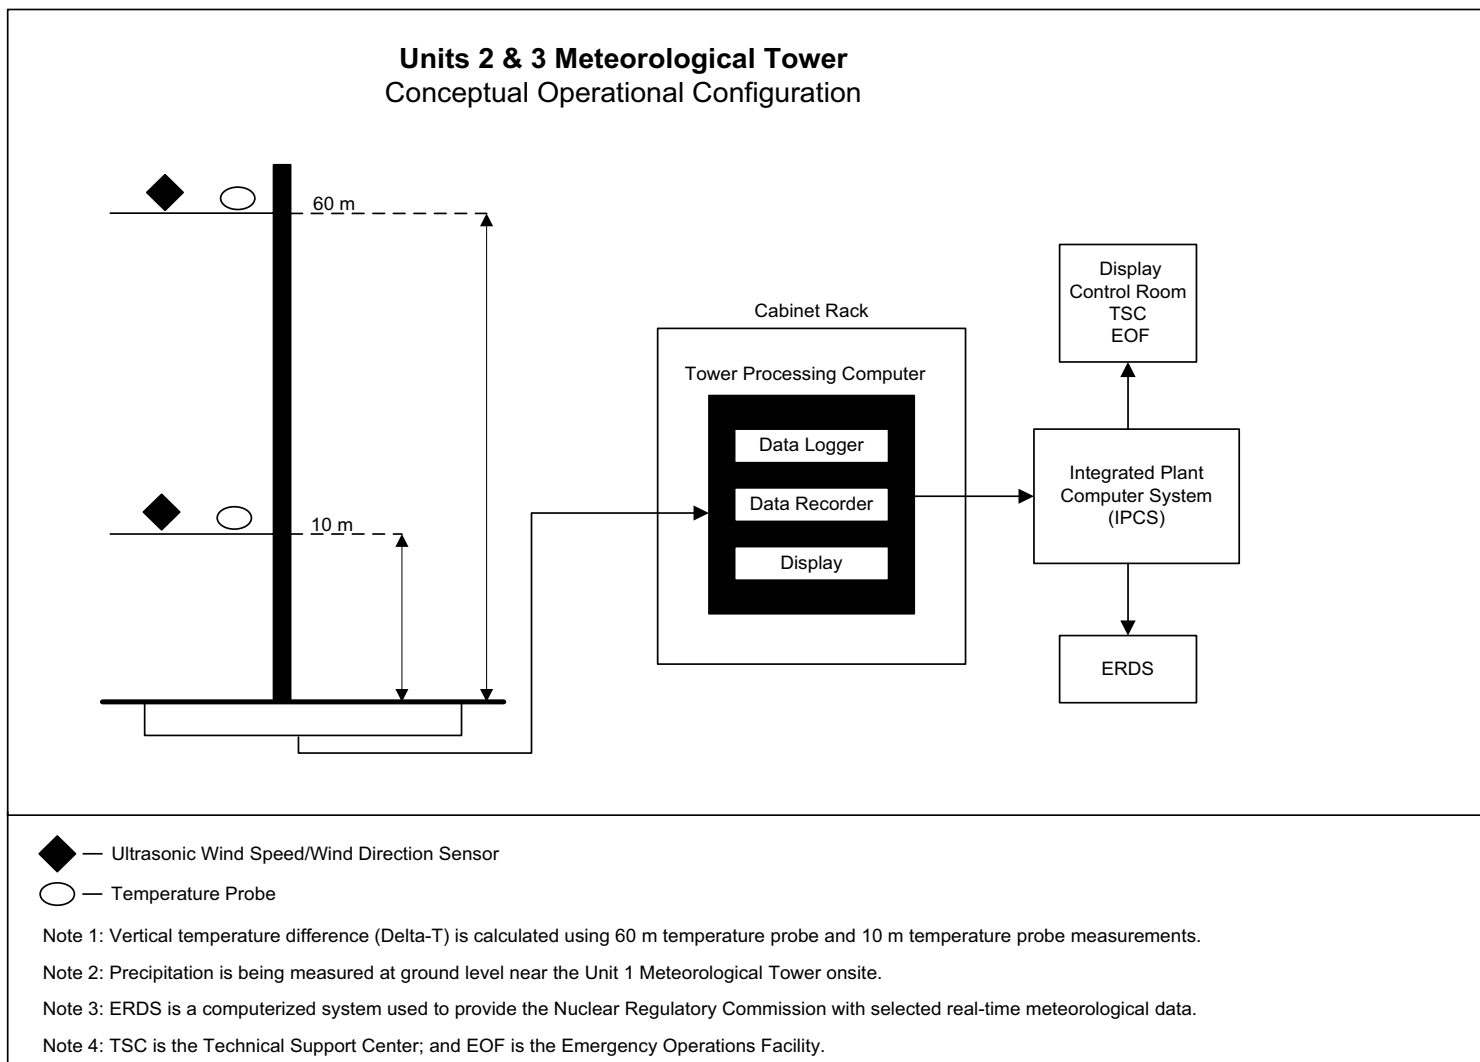 Units 2 & 3 Meteorological Tower
Conceptual Operational Configuration
60 m
10 m
Cabinet Rack
Tower Processing Computer
Data Logger
Data Recorder
Display
Display
Control Room
TSC
EOF
Integrated Plant
Computer System
(IPCS)
ERDS
— Ultrasonic Wind Speed/Wind Direction Sensor
— Temperature Probe
Note 1: Vertical temperature difference (Delta-T) is calculated using 60 m temperature probe and 10 m temperature probe measurements.
Note 2: Precipitation is being measured at ground level near the Unit 1 Meteorological Tower onsite.
Note 3: ERDS is a computerized system used to provide the Nuclear Regulatory Commission with selected real-time meteorological data.
Note 4: TSC is the Technical Support Center; and EOF is the Emergency Operations Facility.